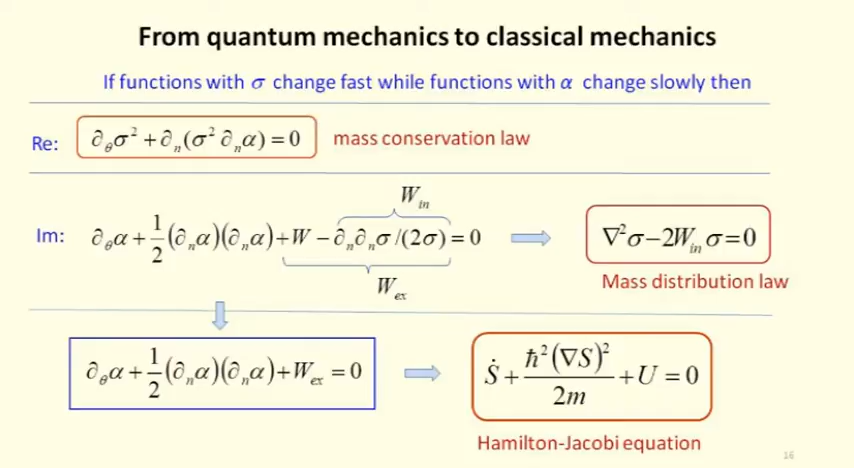 From quantum mechanics to classical mechanics
If functions with σ change fast while functions with α change slowly then
Re: ∂_θ σ² + ∂_n(σ² ∂_n α) = 0 mass conservation law
W_in
Im: ∂_θ α + 1/2 (∂_n α)(∂_n α) + W − ∂_n ∂_n σ/(2σ) = 0 ⇒ ∇²σ − 2W_in σ = 0
W_ex
Mass distribution law
∂_θ α + 1/2 (∂_n α)(∂_n α) + W_ex = 0 ⇒ Ṡ + ℏ²(∇S)²/2m + U = 0
Hamilton-Jacobi equation
16